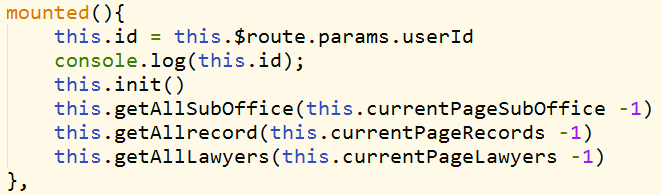 mounted(){
    this.id = this.$route.params.userId
    console.log(this.id);
    this.init()
    this.getAllSubOffice(this.currentPageSubOffice -1)
    this.getAllrecord(this.currentPageRecords -1)
    this.getAllLawyers(this.currentPageLawyers -1)
},